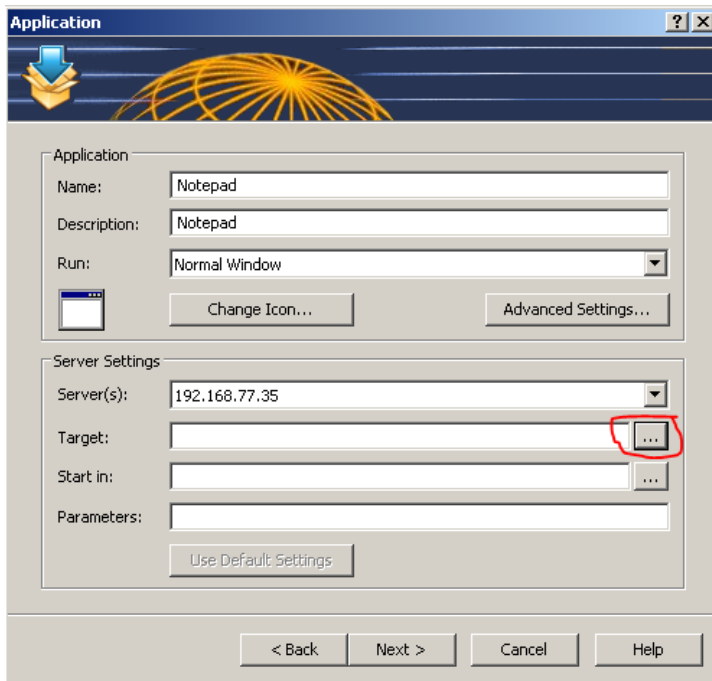 Application
Application
Name: Notepad
Description: Notepad
Run: Normal Window
Change Icon... Advanced Settings...
Server Settings
Server(s): 192.168.77.35
Target: ...
Start in: ...
Parameters:
Use Default Settings
< Back Next > Cancel Help